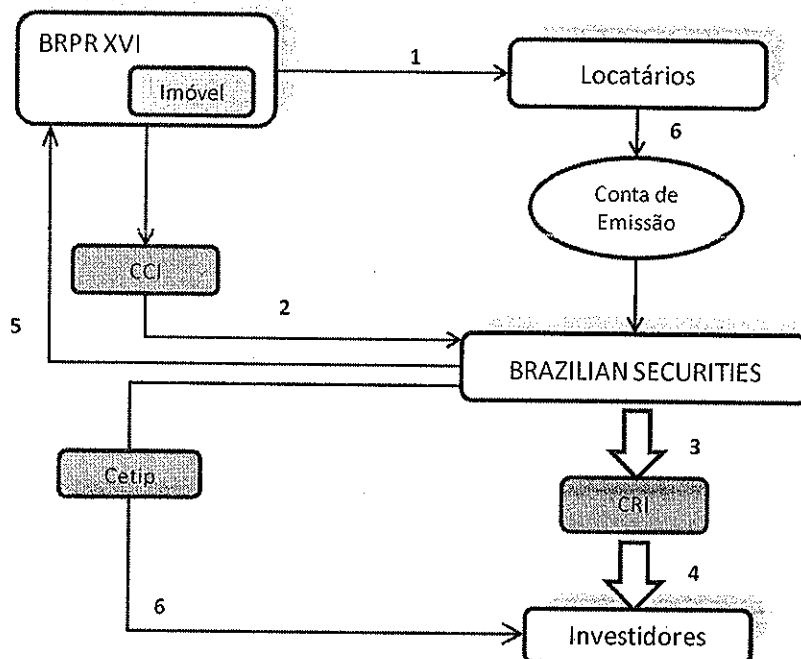 BRPR XVI
Imóvel
1
Locatários
6
Conta de
Emissão
CCI
2
5
BRAZILIAN SECURITIES
3
Cetip
CRI
4
6
Investidores